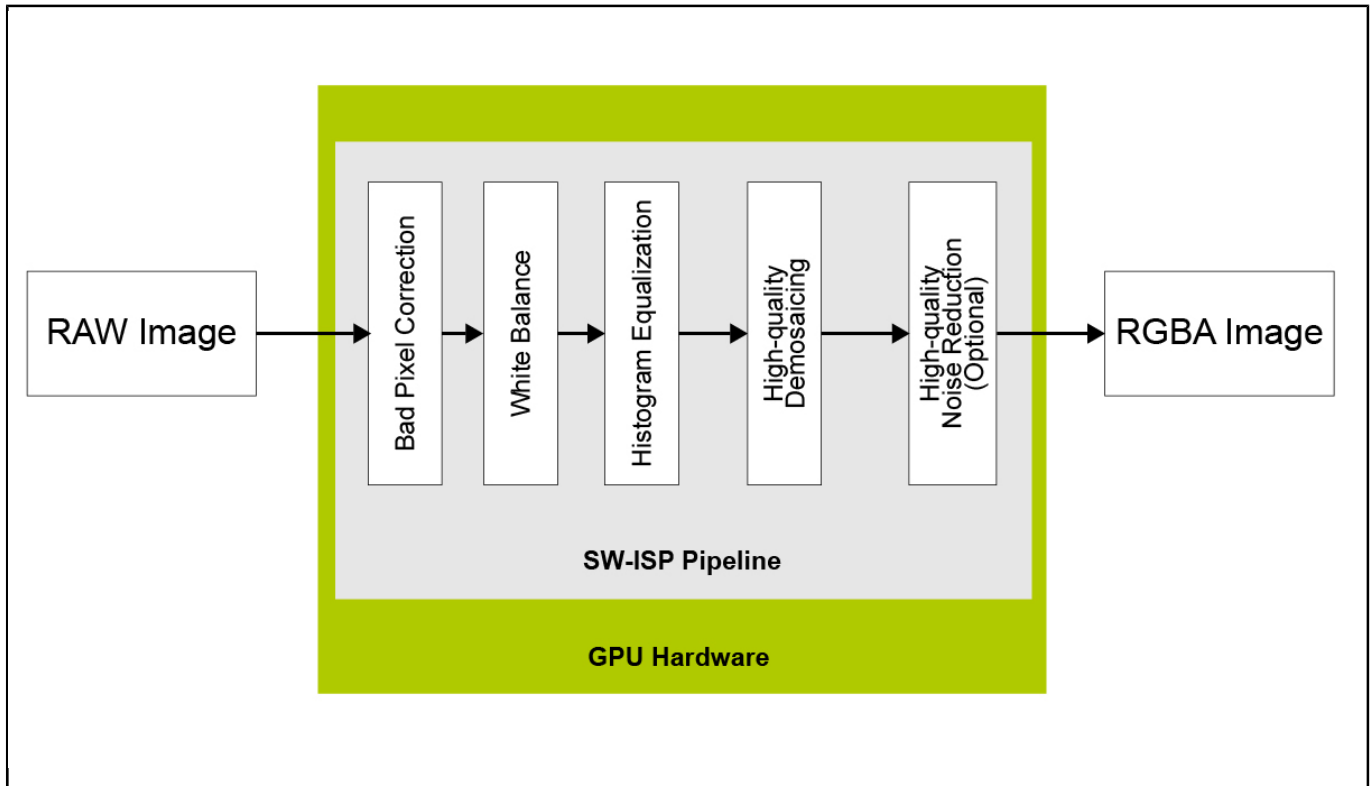 RAW Image
Bad Pixel Correction
White Balance
Histogram Equalization
High-quality
Demosaicing
High-quality
Noise Reduction
(Optional)
RGBA Image
SW-ISP Pipeline
GPU Hardware